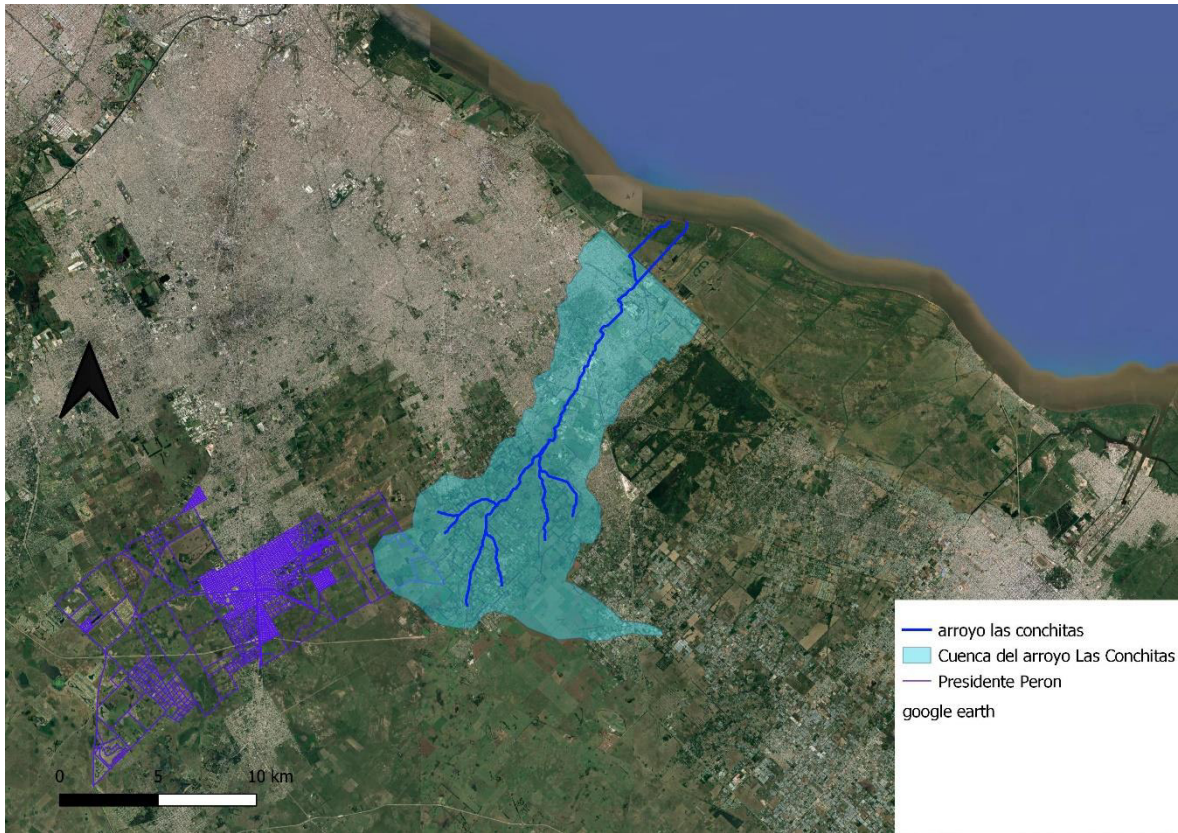 arroyo las conchitas
Cuenca del arroyo Las Conchitas
Presidente Peron
google earth
0 5 10 km